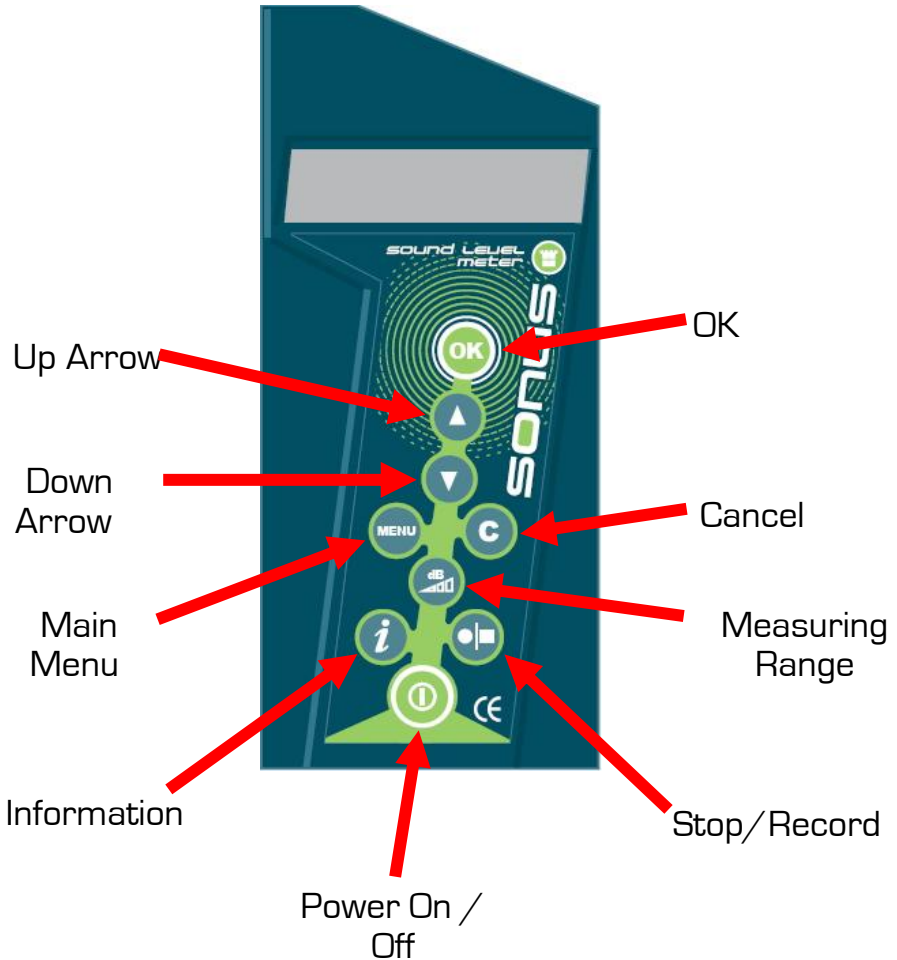 sound level
meter
sonus
OK
OK
Up Arrow
Down
Arrow
MENU
C
Cancel
dB
Main
Menu
Measuring
Range
i
CE
Information
Stop/Record
Power On /
Off